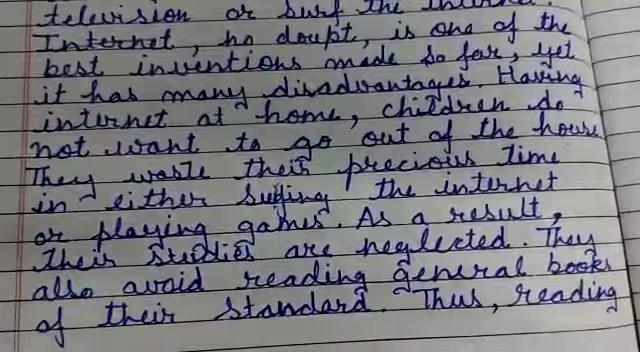 television or surf the internet.
Internet, no doubt, is one of the
best inventions made so far, yet
it has many disadvantages. Having
internet at home, children do
not want to go out of the house
They waste their precious time
in either surfing the internet
or playing games. As a result,
their studies are neglected. They
also avoid reading general books
of their standard. Thus, reading